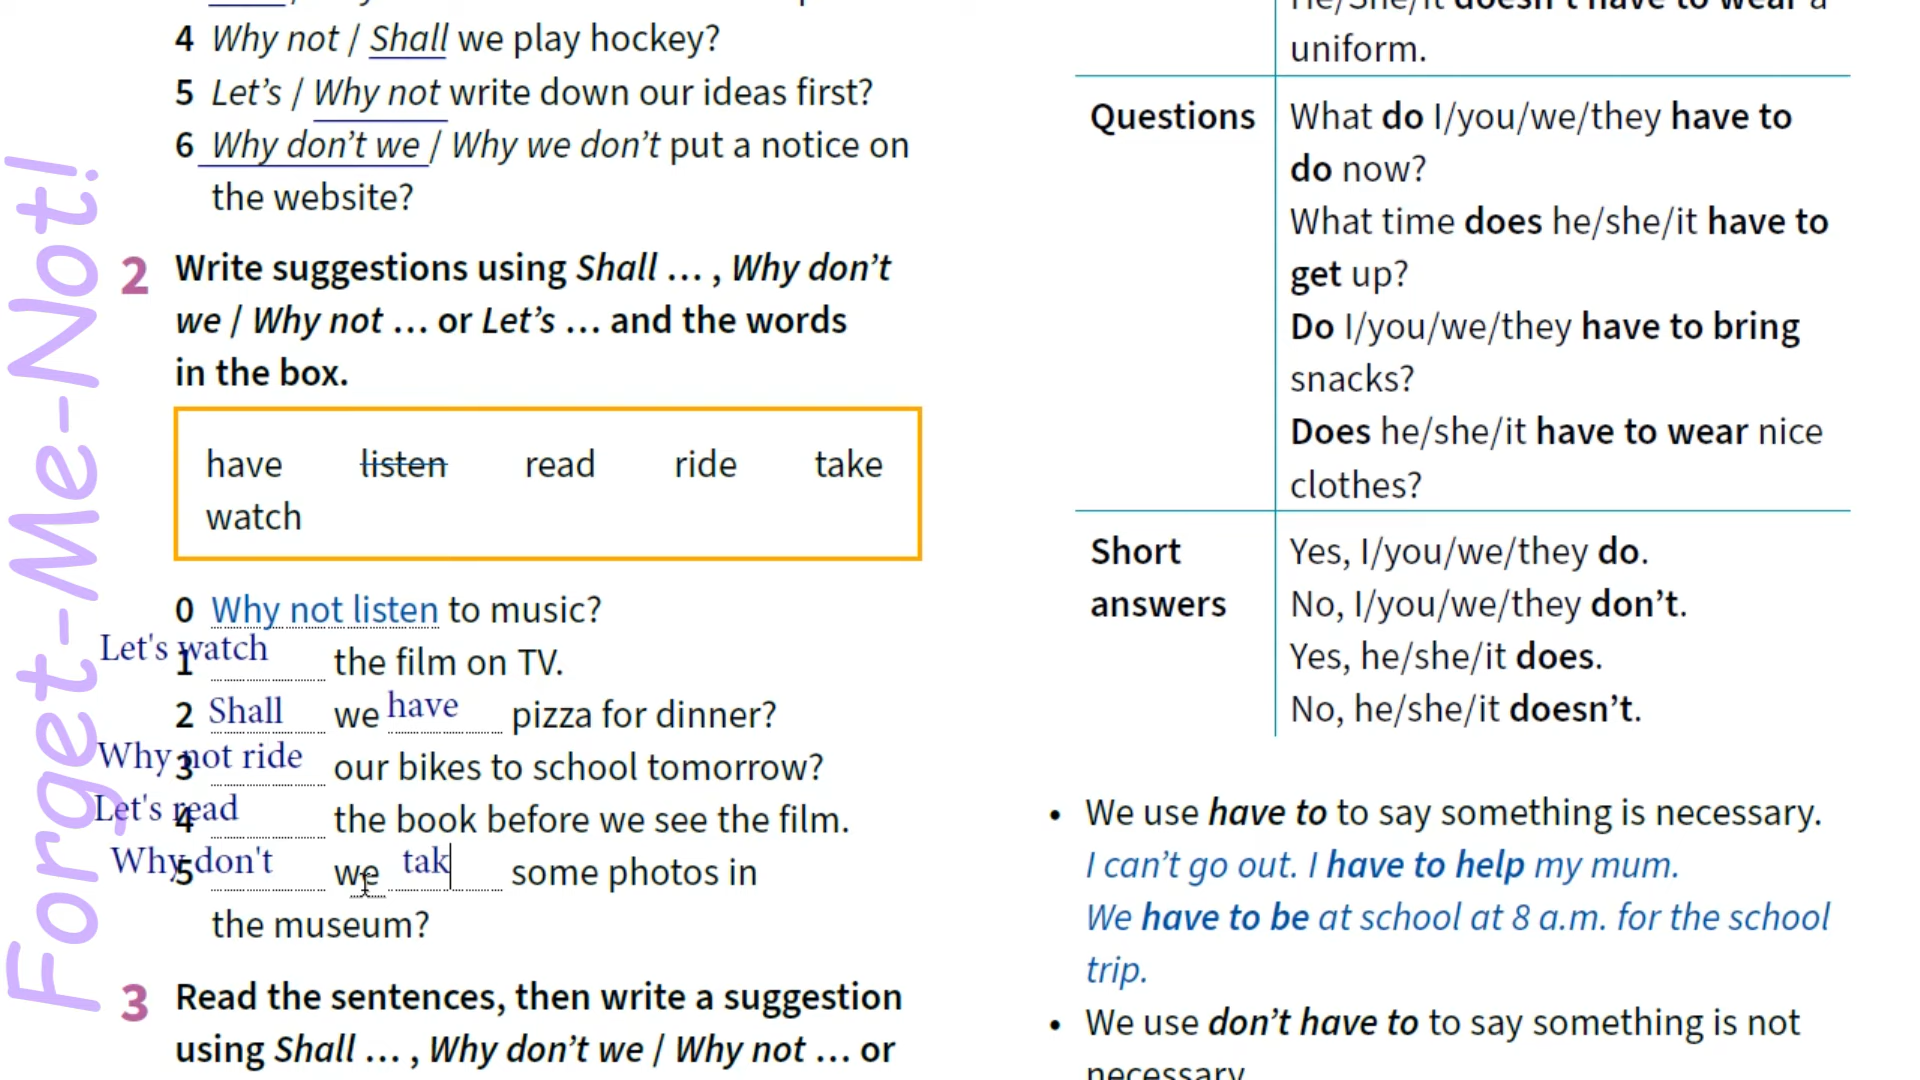 4 Why not / Shall we play hockey?
5 Let's / Why not write down our ideas first?
6 Why don't we / Why we don't put a notice on
the website?
2 Write suggestions using Shall … , Why don't
we / Why not … or Let's … and the words
in the box.
have listen read ride take
watch
0 Why not listen to music?
1 Let's watch the film on TV.
2 Shall we have pizza for dinner?
3 Why not ride our bikes to school tomorrow?
4 Let's read the book before we see the film.
5 Why don't we tak some photos in
the museum?
3 Read the sentences, then write a suggestion
using Shall … , Why don't we / Why not … or
He/She/It doesn't have to wear a
uniform.
Questions
What do I/you/we/they have to
do now?
What time does he/she/it have to
get up?
Do I/you/we/they have to bring
snacks?
Does he/she/it have to wear nice
clothes?
Short
answers
Yes, I/you/we/they do.
No, I/you/we/they don't.
Yes, he/she/it does.
No, he/she/it doesn't.
• We use have to to say something is necessary.
I can't go out. I have to help my mum.
We have to be at school at 8 a.m. for the school
trip.
• We use don't have to to say something is not
necessary
Forget-Me-Not!